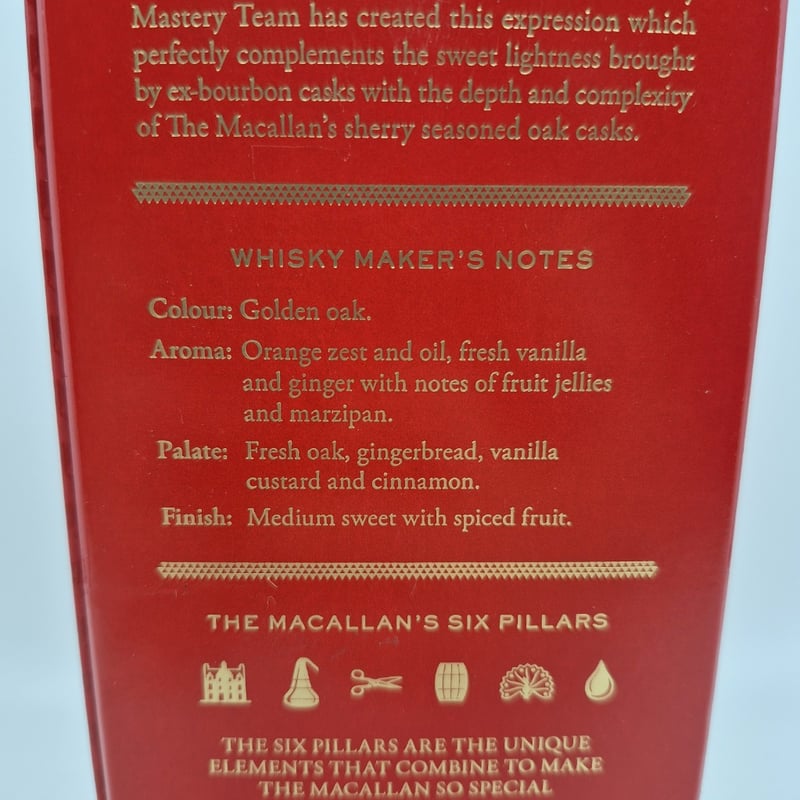 Mastery Team has created this expression which
perfectly complements the sweet lightness brought
by ex-bourbon casks with the depth and complexity
of The Macallan's sherry seasoned oak casks.
WHISKY MAKER'S NOTES
Colour: Golden oak.
Aroma: Orange zest and oil, fresh vanilla
and ginger with notes of fruit jellies
and marzipan.
Palate: Fresh oak, gingerbread, vanilla
custard and cinnamon.
Finish: Medium sweet with spiced fruit.
THE MACALLAN'S SIX PILLARS
THE SIX PILLARS ARE THE UNIQUE
ELEMENTS THAT COMBINE TO MAKE
THE MACALLAN SO SPECIAL